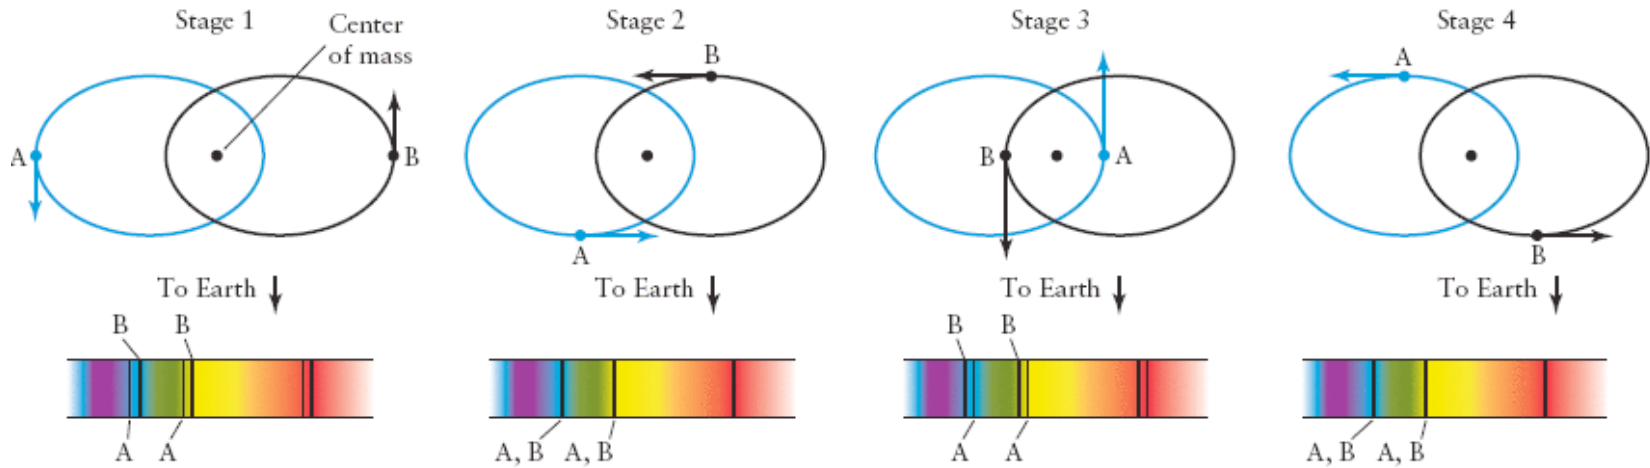 Stage 1
Center
of mass
A
B
To Earth
B B
A A
Stage 2
B
A
To Earth
A, B A, B
Stage 3
B
A
To Earth
B B
A A
Stage 4
A
B
To Earth
A, B A, B